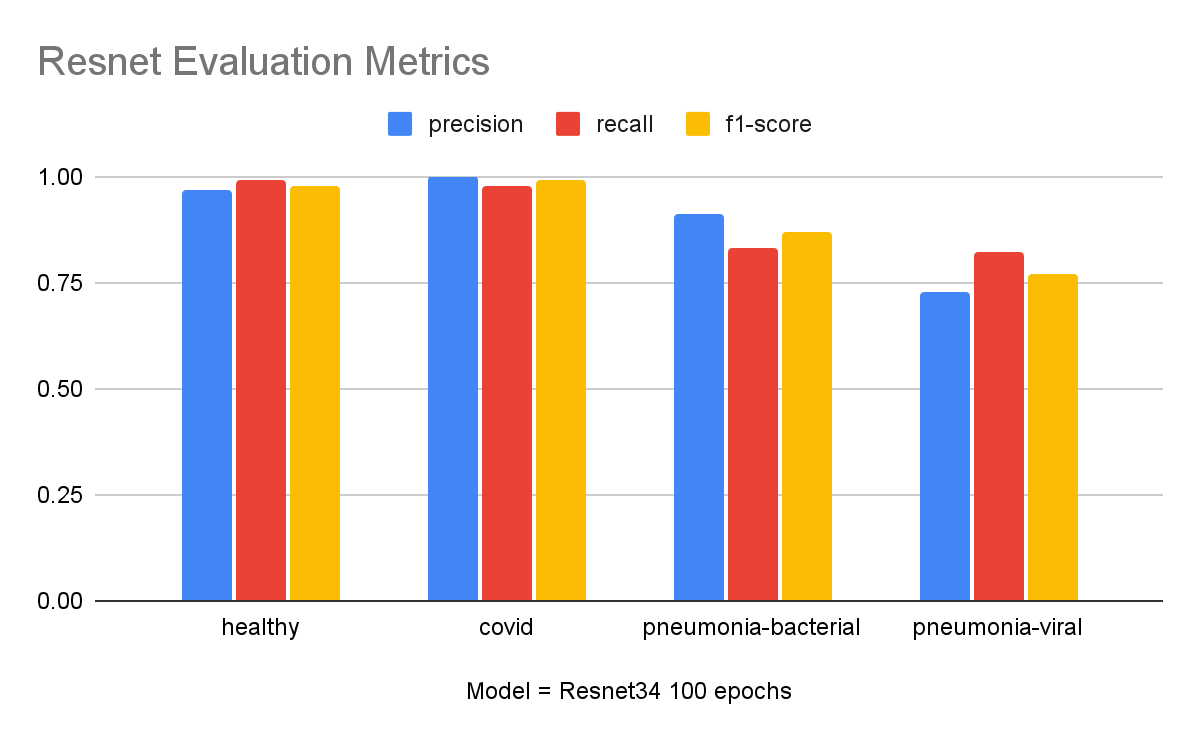 Resnet Evaluation Metrics
precision recall f1-score
1.00
0.75
0.50
0.25
0.00
healthy covid pneumonia-bacterial pneumonia-viral
Model = Resnet34 100 epochs